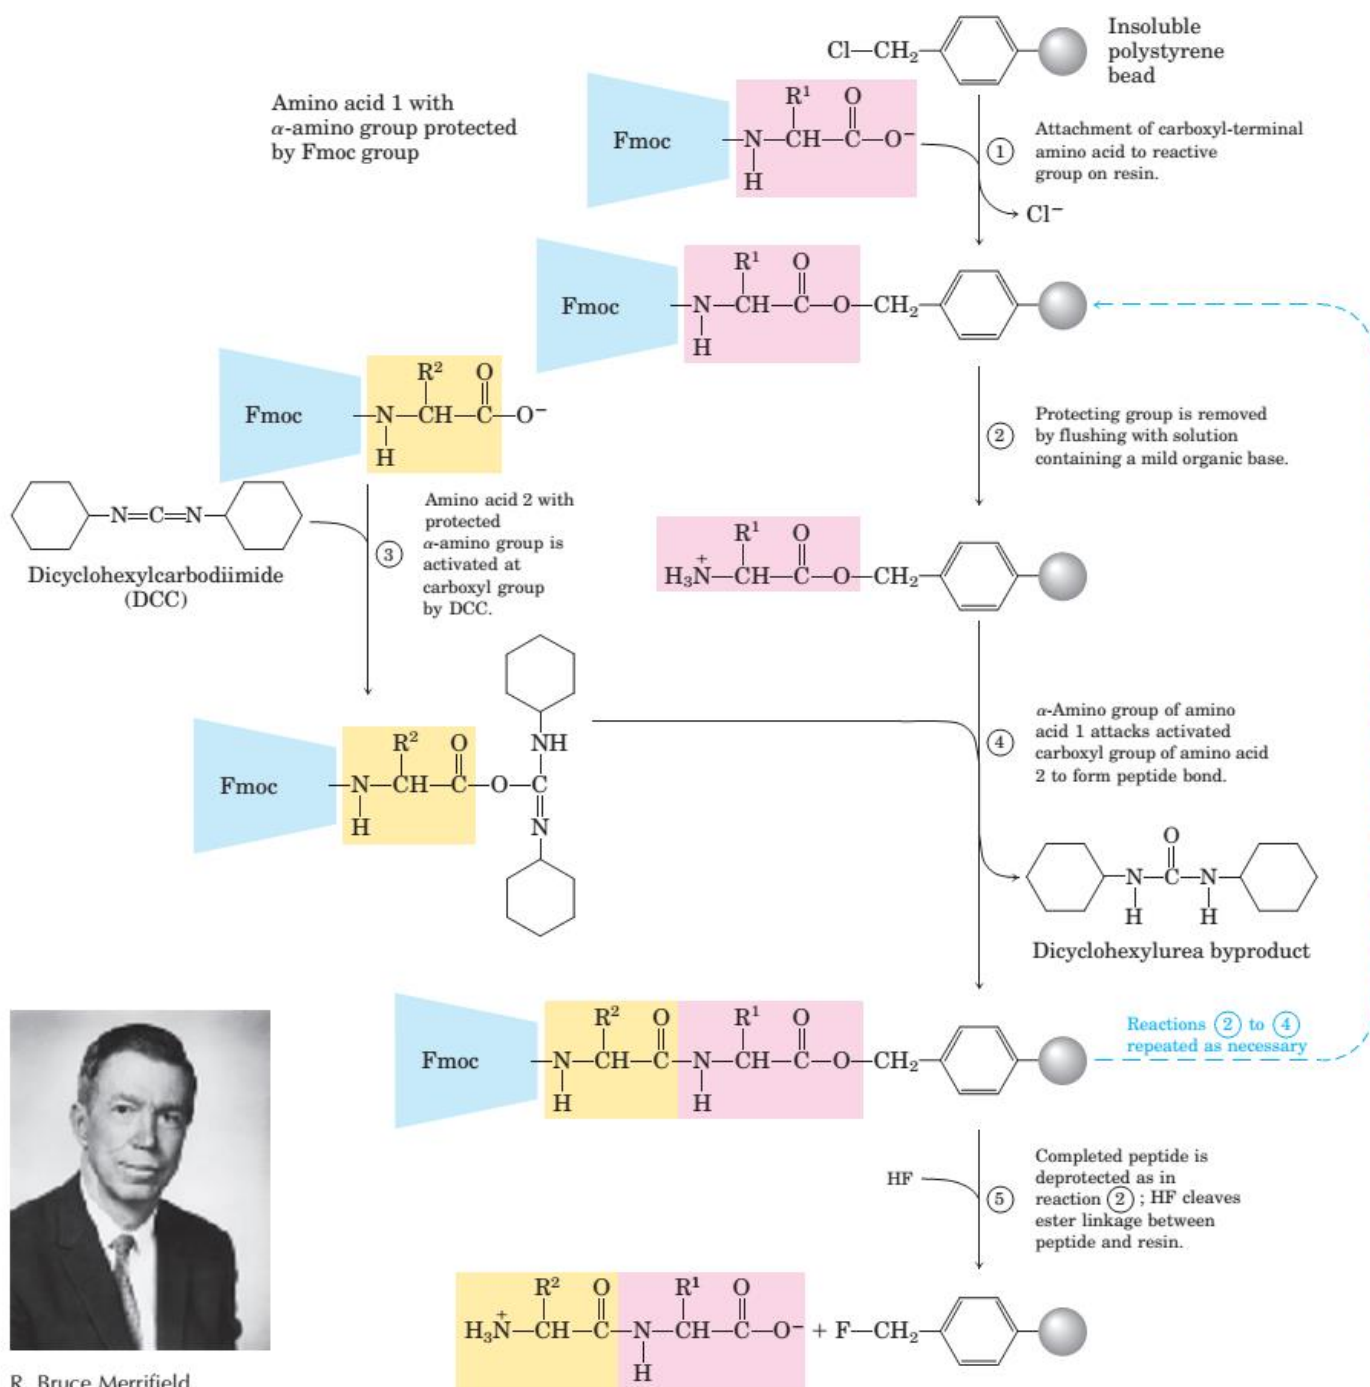 Cl—CH₂
Insoluble
polystyrene
bead
Amino acid 1 with
α-amino group protected
by Fmoc group
Fmoc
R¹ O
—N—CH—C—O⁻
H
① Attachment of carboxyl-terminal
amino acid to reactive
group on resin.
Cl⁻
Fmoc
R¹ O
—N—CH—C—O—CH₂
H
Fmoc
R² O
—N—CH—C—O⁻
H
② Protecting group is removed
by flushing with solution
containing a mild organic base.
N=C=N
Dicyclohexylcarbodiimide
(DCC)
③ Amino acid 2 with
protected
α-amino group is
activated at
carboxyl group
by DCC.
R¹ O
H₃N⁺—CH—C—O—CH₂
Fmoc
R² O NH
—N—CH—C—O—C
H N
④ α-Amino group of amino
acid 1 attacks activated
carboxyl group of amino acid
2 to form peptide bond.
O
N—C—N
H H
Dicyclohexylurea byproduct
Fmoc
R² O R¹ O
—N—CH—C—N—CH—C—O—CH₂
H H
Reactions ② to ④
repeated as necessary
HF
⑤ Completed peptide is
deprotected as in
reaction ②; HF cleaves
ester linkage between
peptide and resin.
R² O R¹ O
H₃N⁺—CH—C—N—CH—C—O⁻ + F—CH₂
H
R. Bruce Merrifield